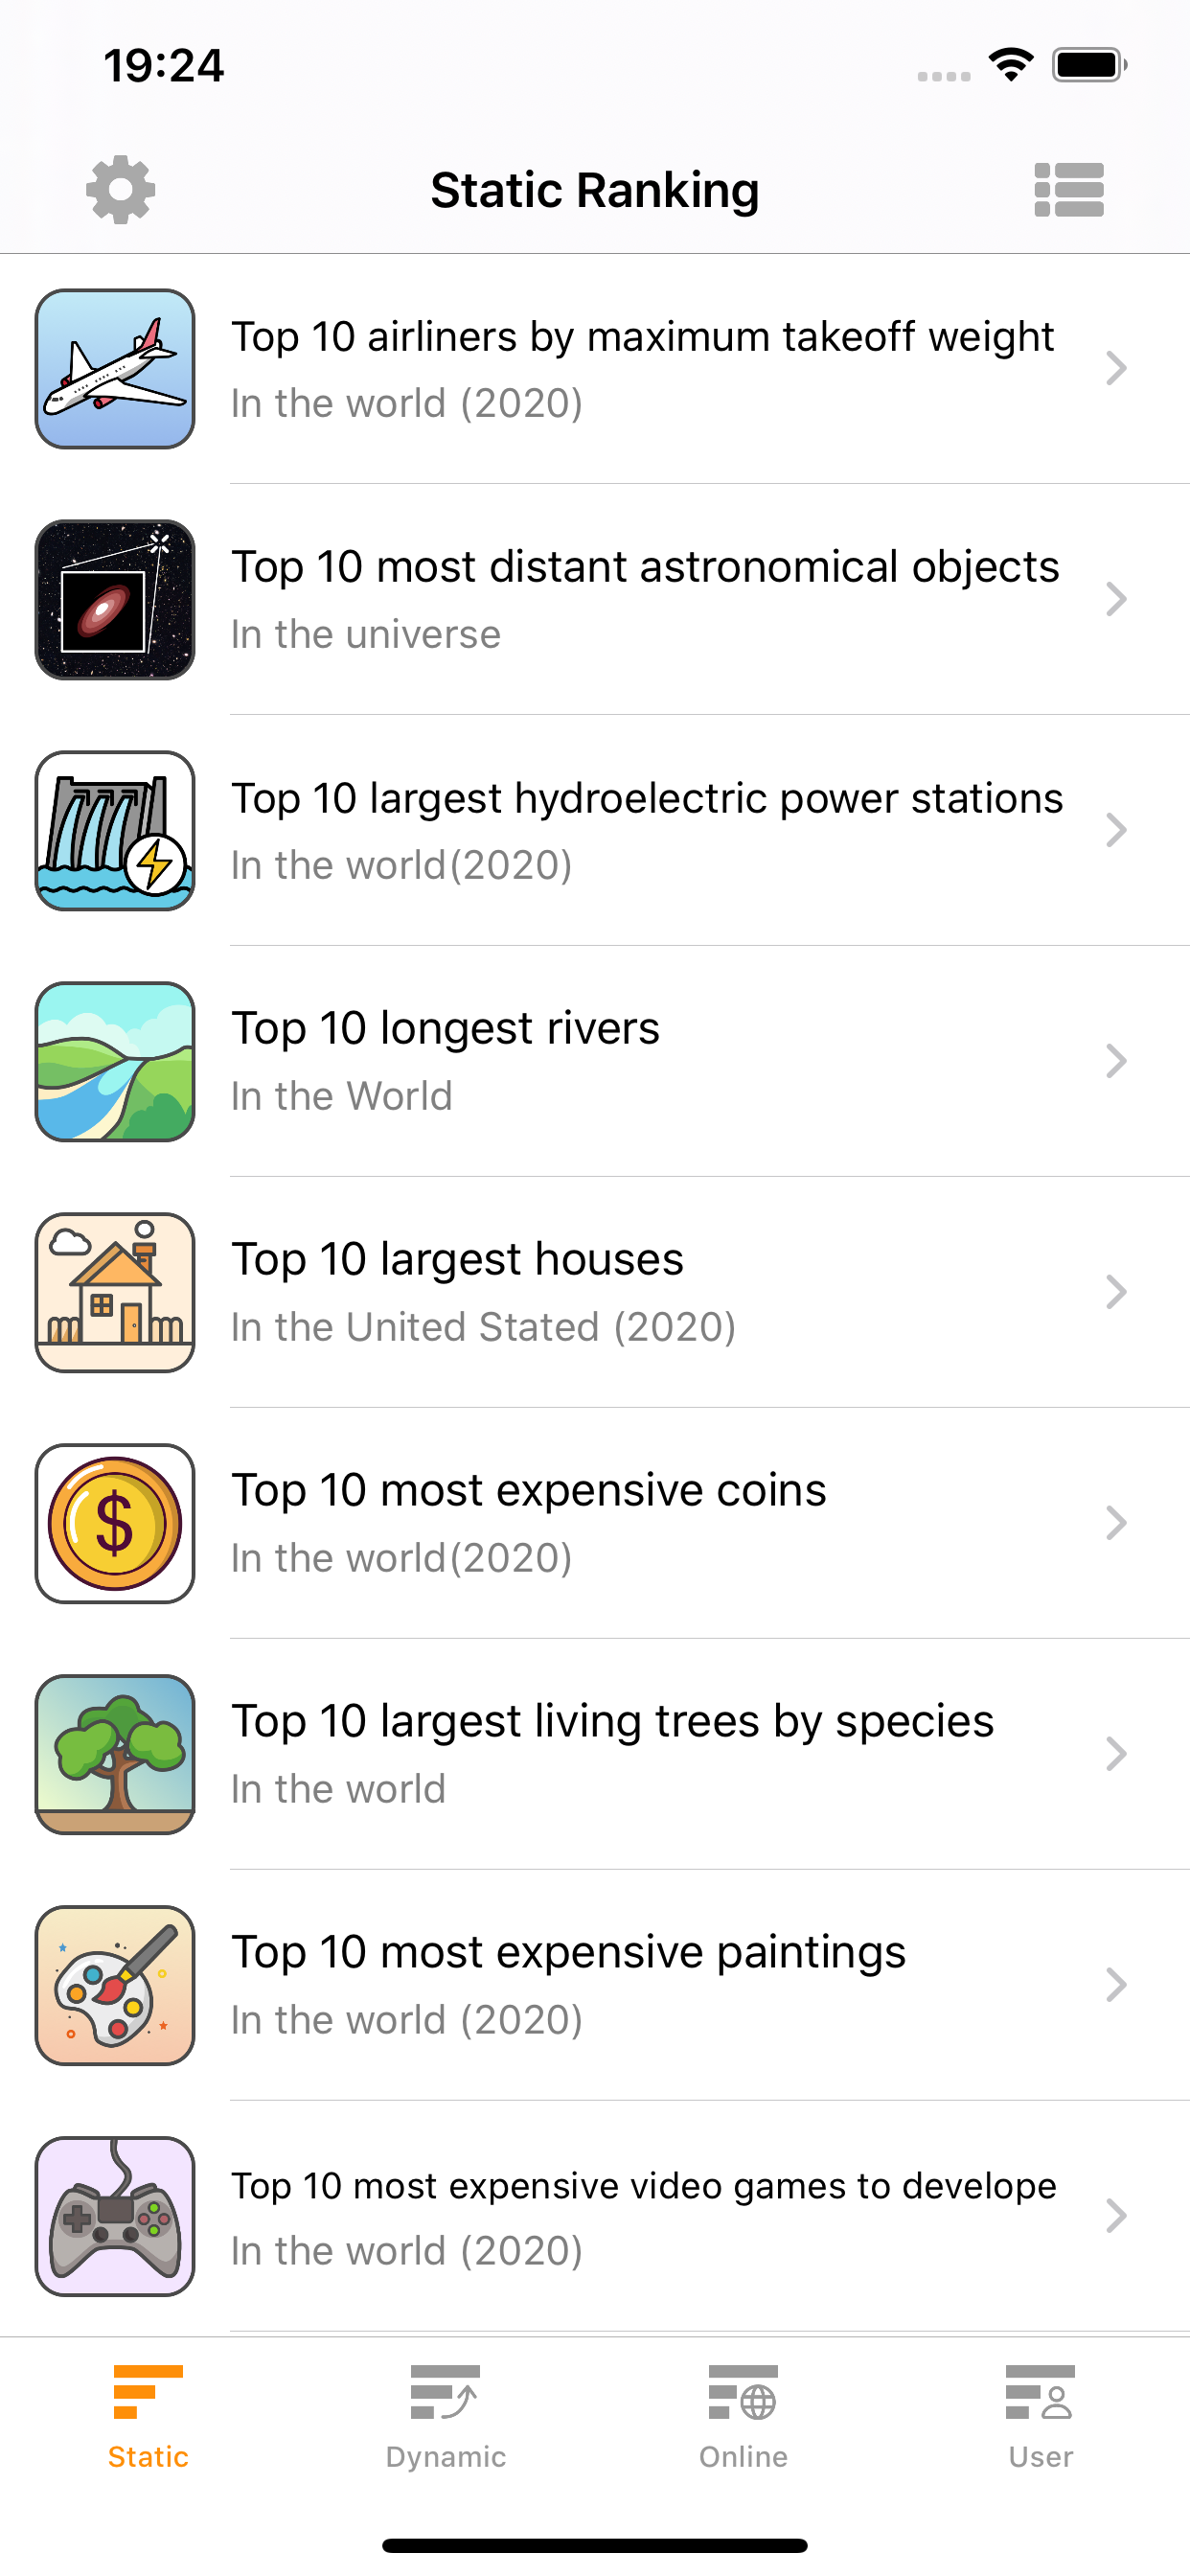 19:24
Static Ranking
Top 10 airliners by maximum takeoff weight
In the world (2020)
Top 10 most distant astronomical objects
In the universe
Top 10 largest hydroelectric power stations
In the world(2020)
Top 10 longest rivers
In the World
Top 10 largest houses
In the United Stated (2020)
$
Top 10 most expensive coins
In the world(2020)
Top 10 largest living trees by species
In the world
Top 10 most expensive paintings
In the world (2020)
Top 10 most expensive video games to develope
In the world (2020)
Static
Dynamic
Online
User